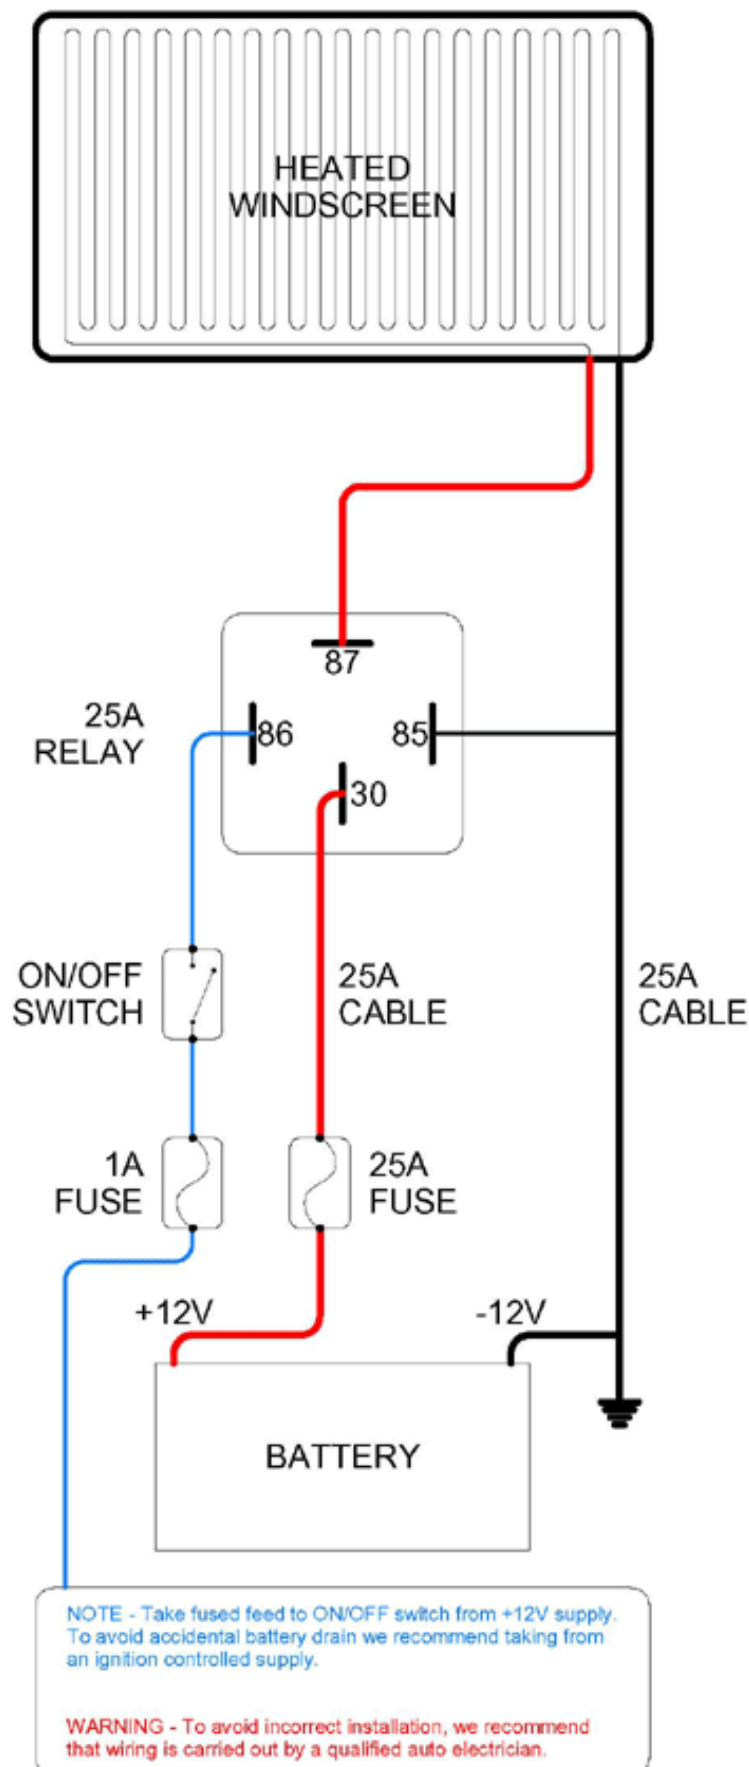 HEATED
WINDSCREEN
87
25A
RELAY
86
85
30
ON/OFF
SWITCH
25A
CABLE
25A
CABLE
1A
FUSE
25A
FUSE
+12V
-12V
BATTERY
NOTE - Take fused feed to ON/OFF switch from +12V supply.
To avoid accidental battery drain we recommend taking from
an ignition controlled supply.
WARNING - To avoid incorrect installation, we recommend
that wiring is carried out by a qualified auto electrician.